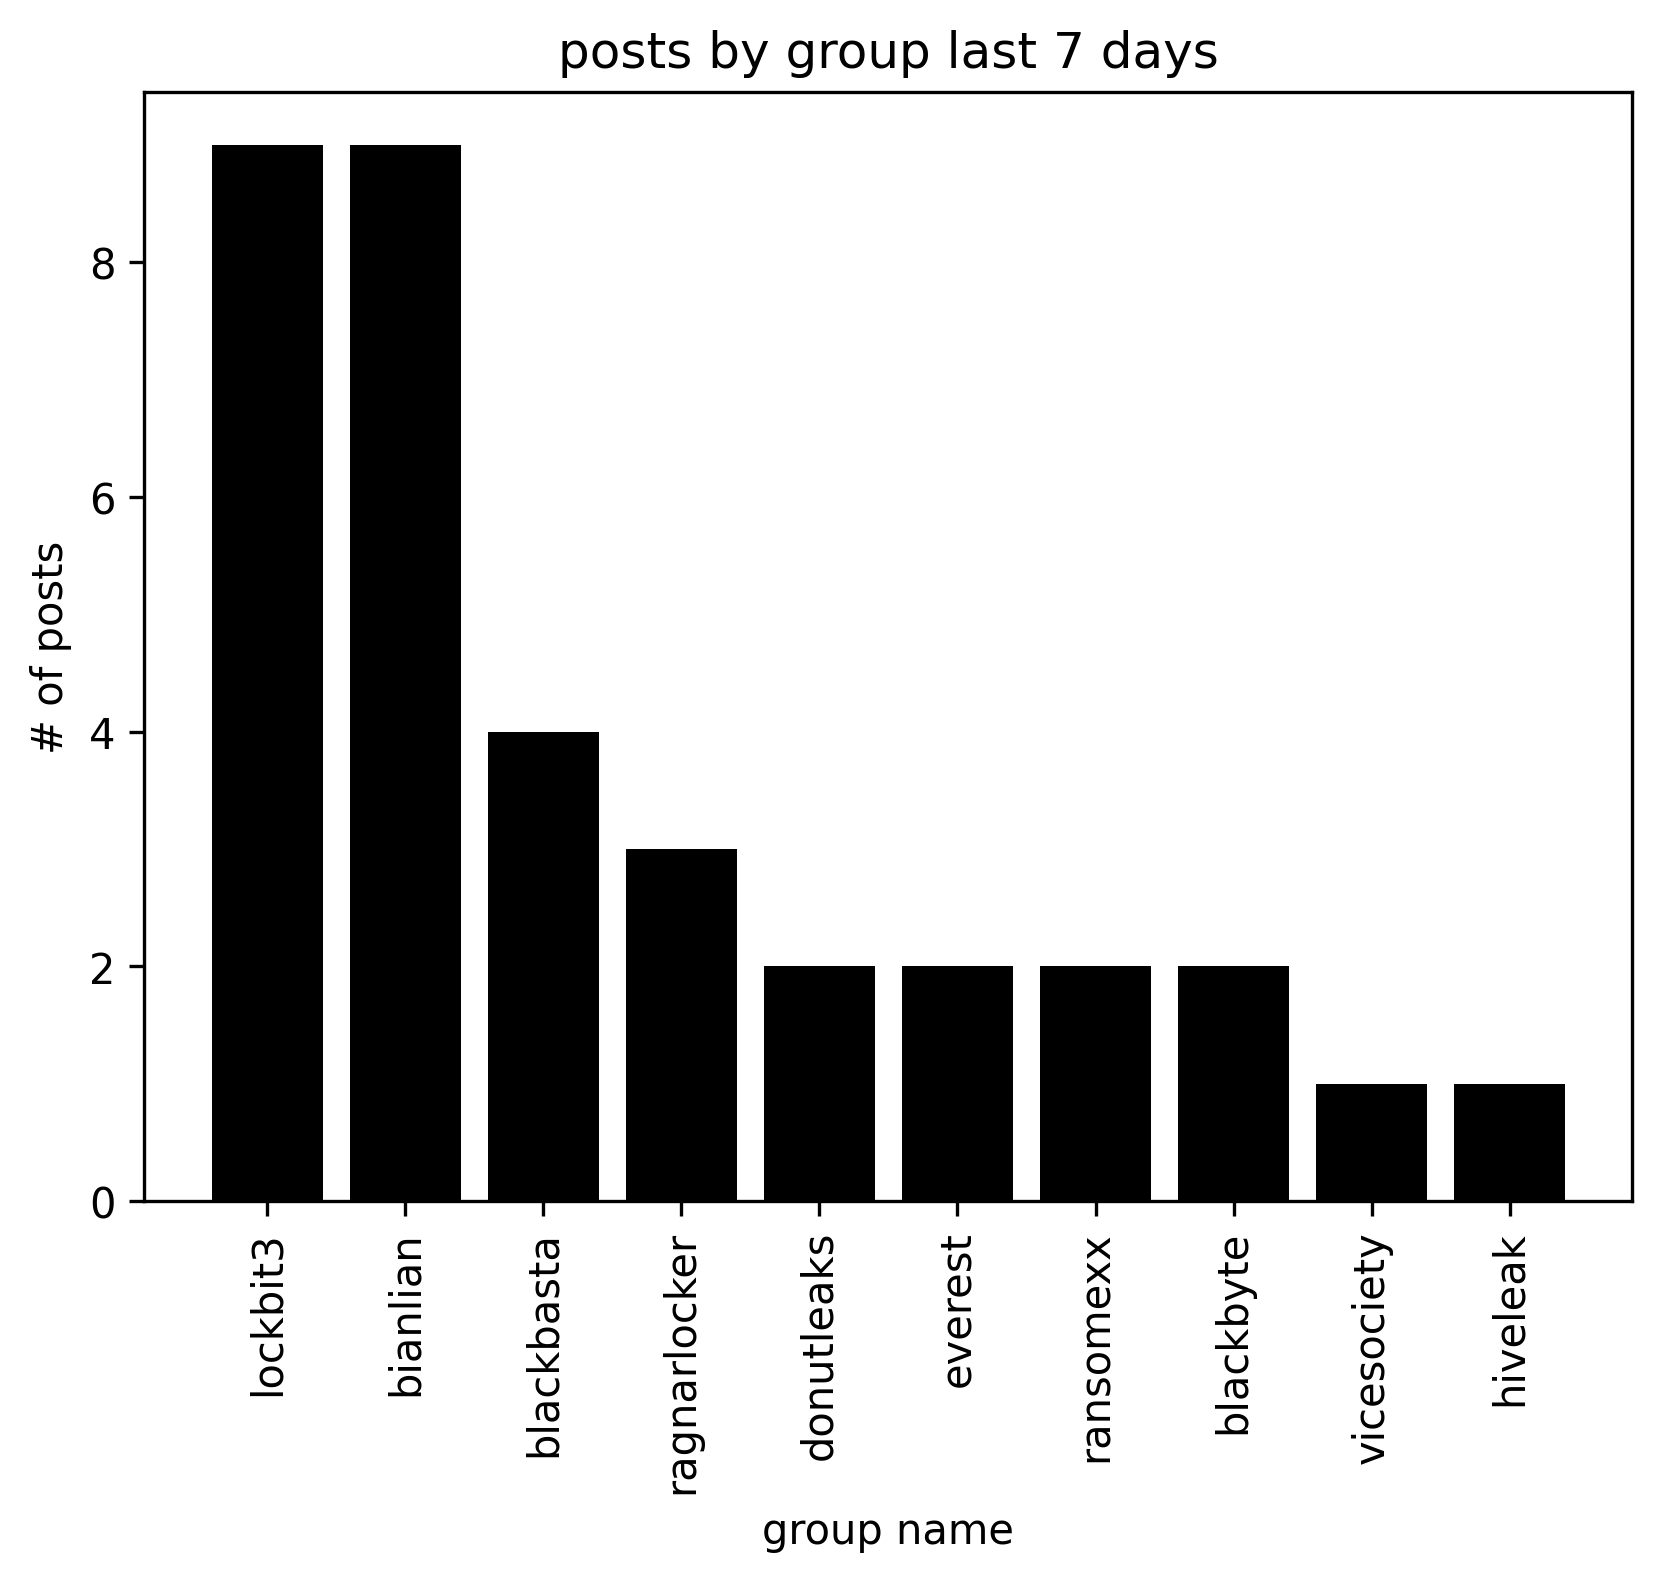 posts by group last 7 days
# of posts
8
6
4
2
0
lockbit3
bianlian
blackbasta
ragnarlocker
donutleaks
everest
ransomexx
blackbyte
vicesociety
hiveleak
group name